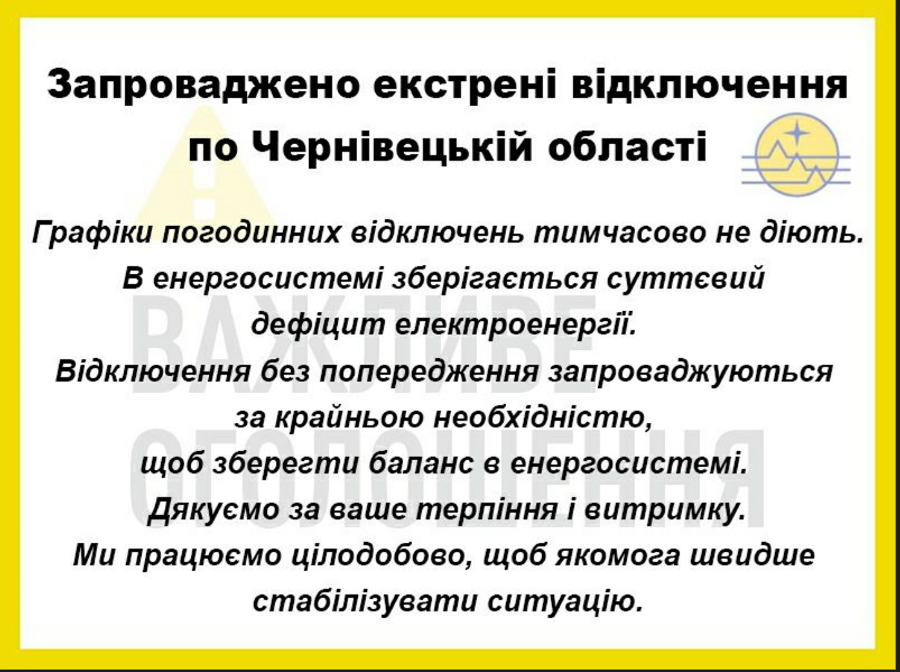 Запроваджено екстрені відключення
по Чернівецькій області
Графіки погодинних відключень тимчасово не діють.
В енергосистемі зберігається суттєвий
дефіцит електроенергії.
Відключення без попередження запроваджуються
за крайньою необхідністю,
щоб зберегти баланс в енергосистемі.
Дякуємо за ваше терпіння і витримку.
Ми працюємо цілодобово, щоб якомога швидше
стабілізувати ситуацію.
ВАЖЛИВЕ
ОГОЛОШЕННЯ